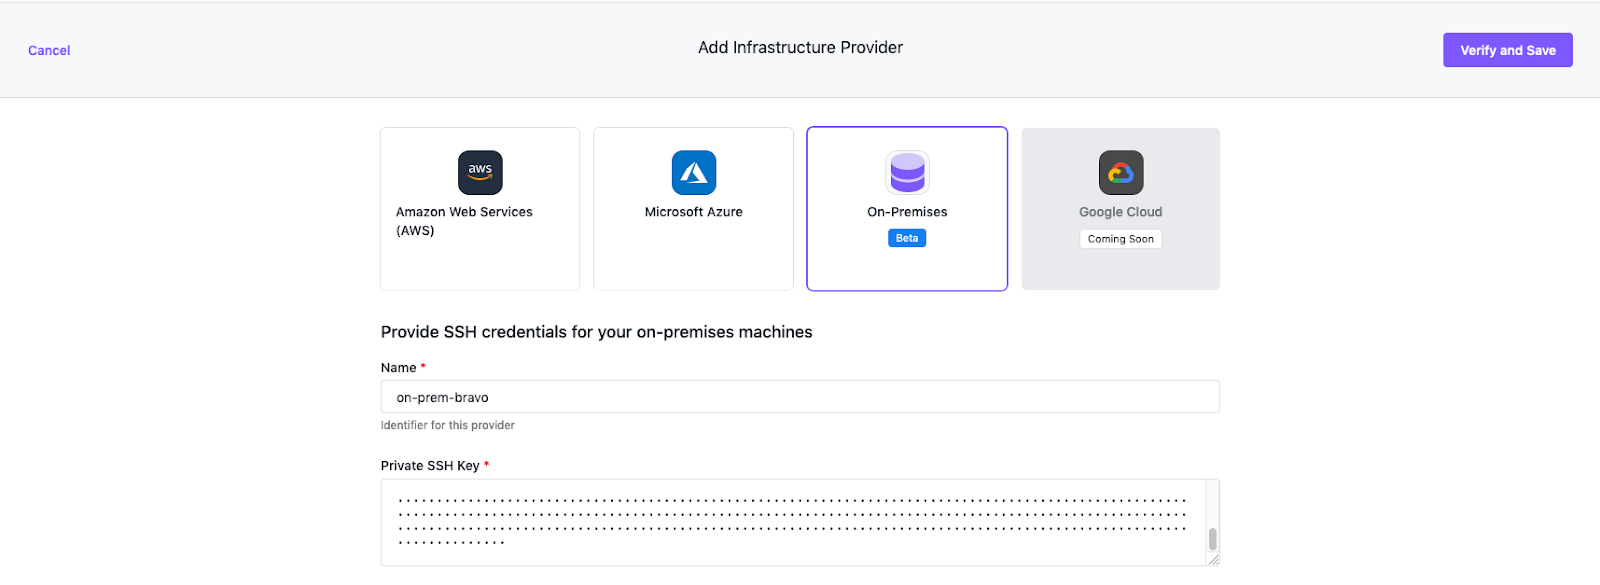 Cancel
Add Infrastructure Provider
Verify and Save
aws
Amazon Web Services
(AWS)
Microsoft Azure
On-Premises
Beta
Google Cloud
Coming Soon
Provide SSH credentials for your on-premises machines
Name *
on-prem-bravo
Identifier for this provider
Private SSH Key *